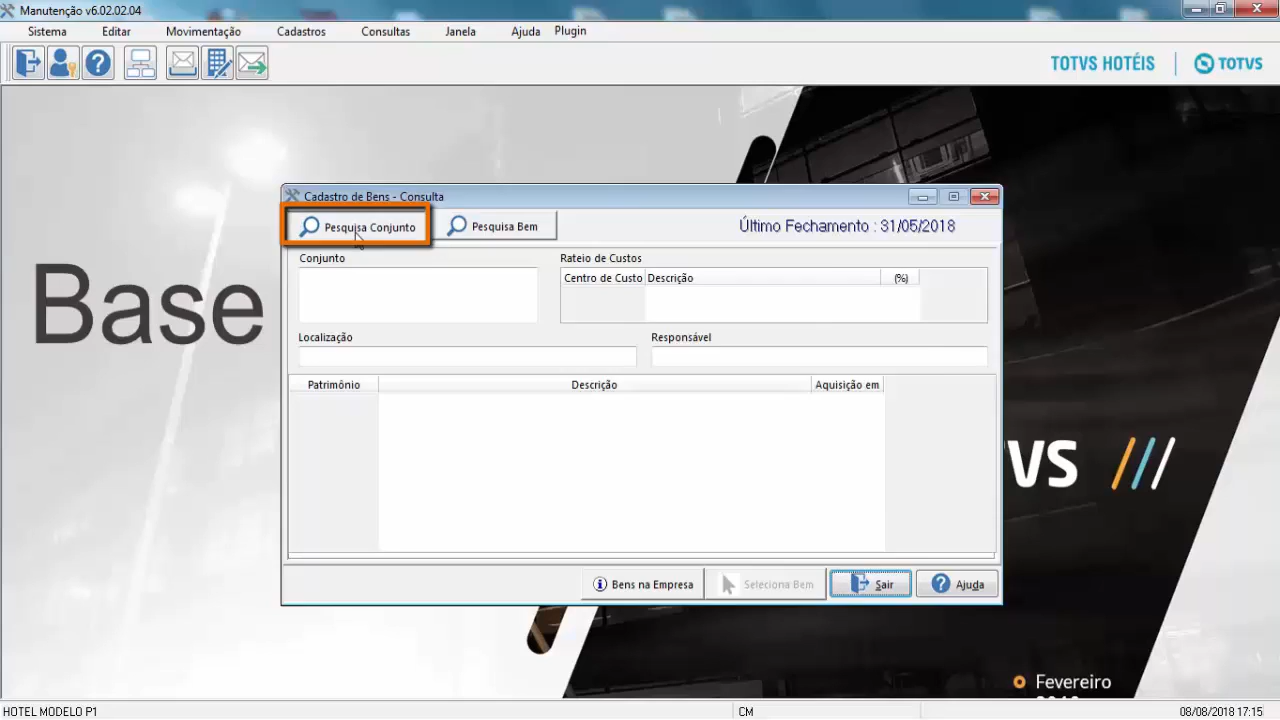 Manutenção v6.02.02.04
Sistema Editar Movimentação Cadastros Consultas Janela Ajuda Plugin
TOTVS HOTÉIS TOTVS
Cadastro de Bens - Consulta
Pesquisa Conjunto Pesquisa Bem Último Fechamento : 31/05/2018
Conjunto Rateio de Custos
Centro de Custo Descrição (%)
Base
Localização Responsável
Patrimônio Descrição Aquisição em
VS
Bens na Empresa Seleciona Bem Sair Ajuda
Fevereiro
HOTEL MODELO P1 CM 08/08/2018 17:15